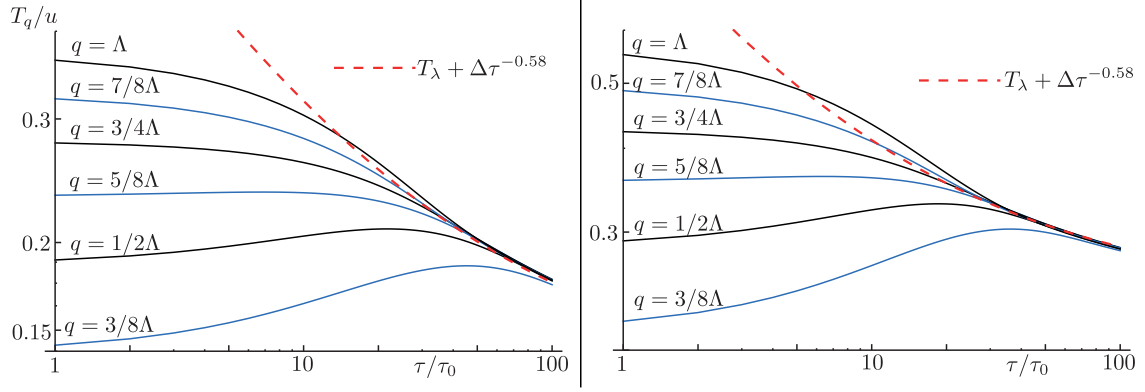 T_q/u
q = Λ
q = 7/8Λ
q = 3/4Λ
q = 5/8Λ
q = 1/2Λ
q = 3/8Λ
T_λ + Δτ^{-0.58}
0.3
0.2
0.15
1
10
τ/τ_0
100
q = Λ
q = 7/8Λ
q = 3/4Λ
q = 5/8Λ
q = 1/2Λ
q = 3/8Λ
T_λ + Δτ^{-0.58}
0.5
0.3
1
10
τ/τ_0
100